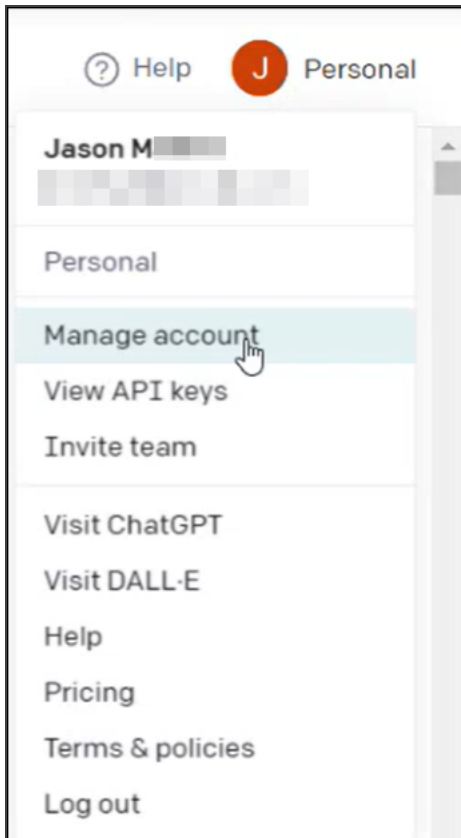 ? Help J Personal
Jason M
Personal
Manage account
View API keys
Invite team
Visit ChatGPT
Visit DALL·E
Help
Pricing
Terms & policies
Log out